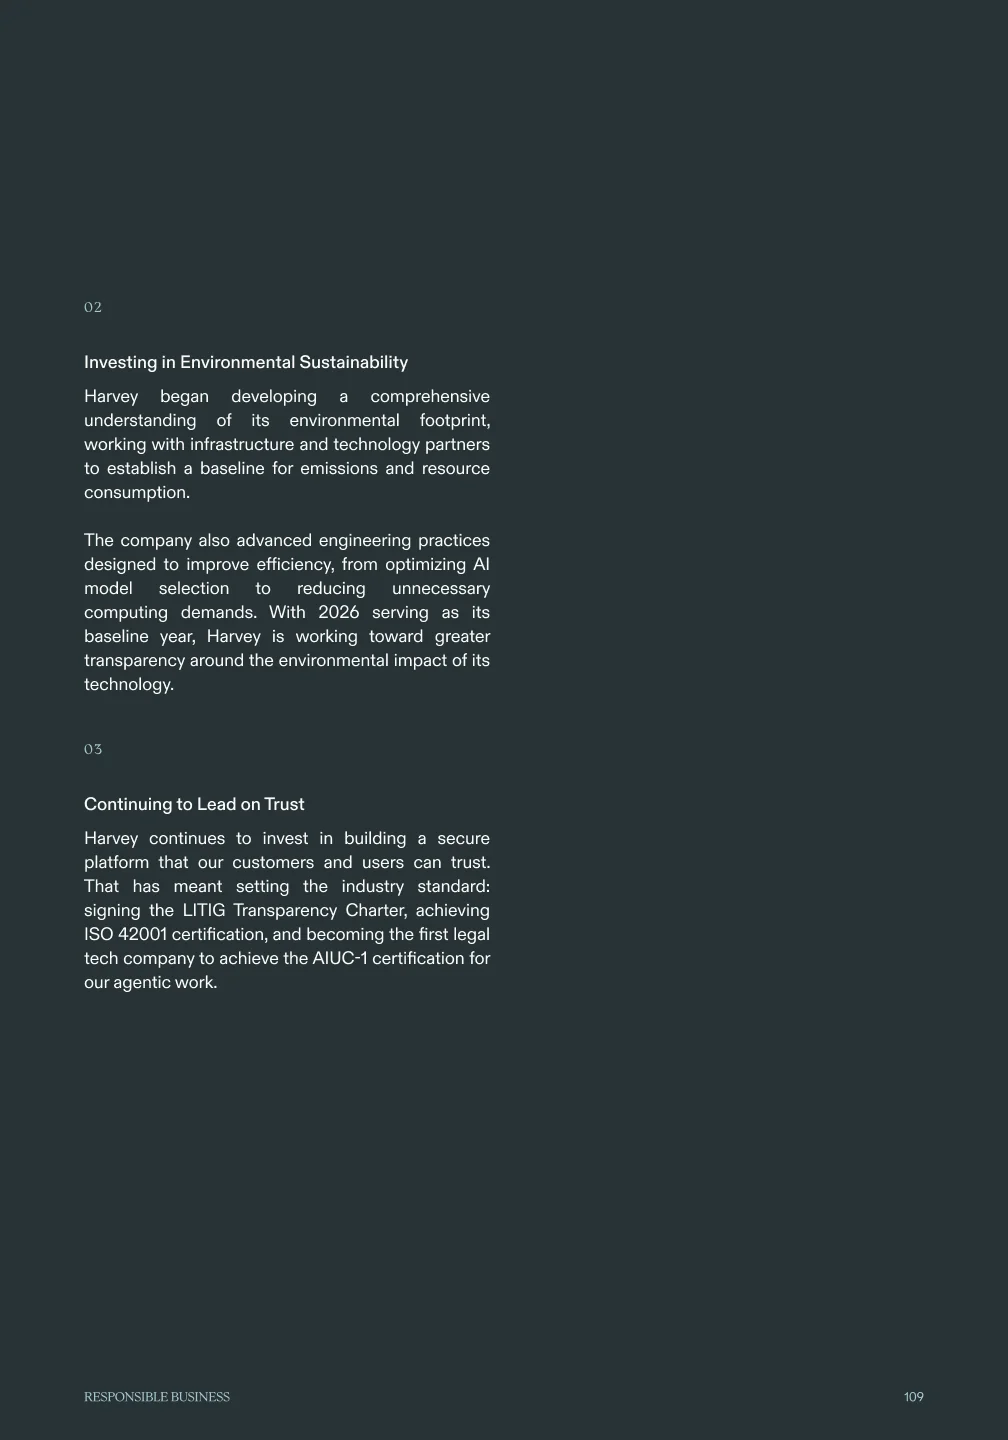 02
Investing in Environmental Sustainability
Harvey began developing a comprehensive
understanding of its environmental footprint,
working with infrastructure and technology partners
to establish a baseline for emissions and resource
consumption.
The company also advanced engineering practices
designed to improve efficiency, from optimizing AI
model selection to reducing unnecessary
computing demands. With 2026 serving as its
baseline year, Harvey is working toward greater
transparency around the environmental impact of its
technology.
03
Continuing to Lead on Trust
Harvey continues to invest in building a secure
platform that our customers and users can trust.
That has meant setting the industry standard:
signing the LITIG Transparency Charter, achieving
ISO 42001 certification, and becoming the first legal
tech company to achieve the AIUC-1 certification for
our agentic work.
RESPONSIBLE BUSINESS
109